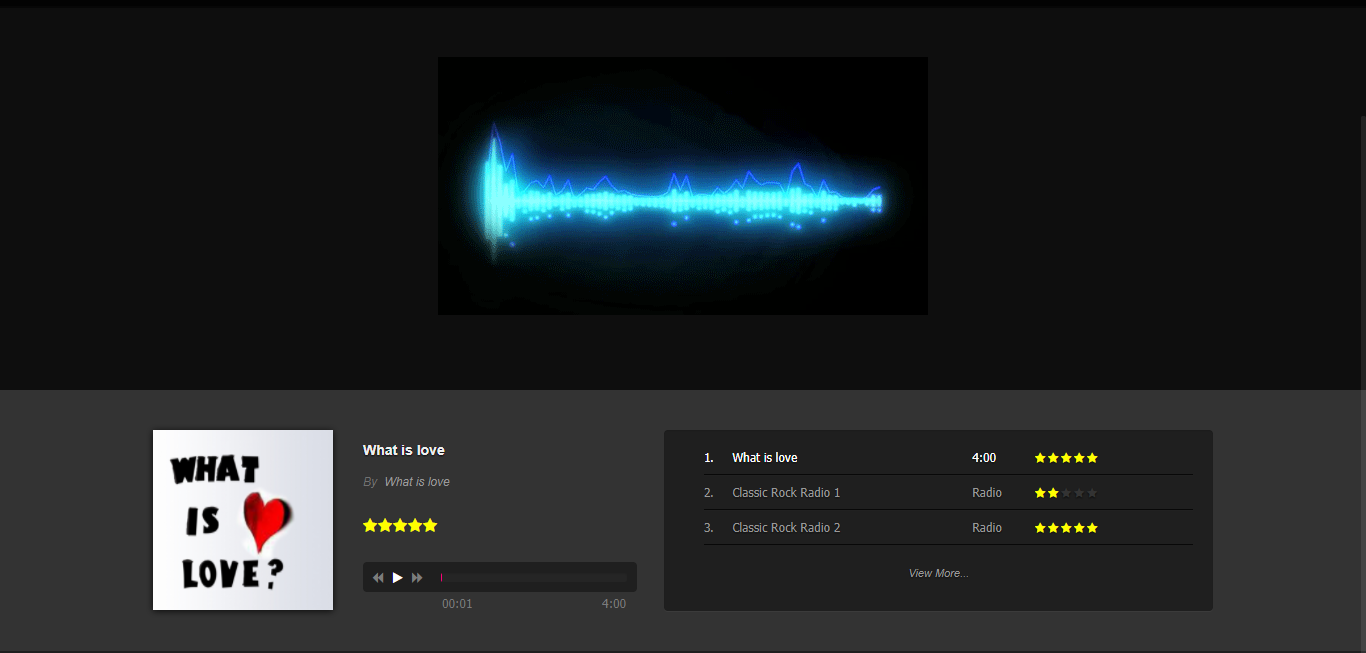 WHAT
IS
LOVE?
What is love
By What is love
00:01 4:00
1. What is love 4:00
2. Classic Rock Radio 1 Radio
3. Classic Rock Radio 2 Radio
View More...